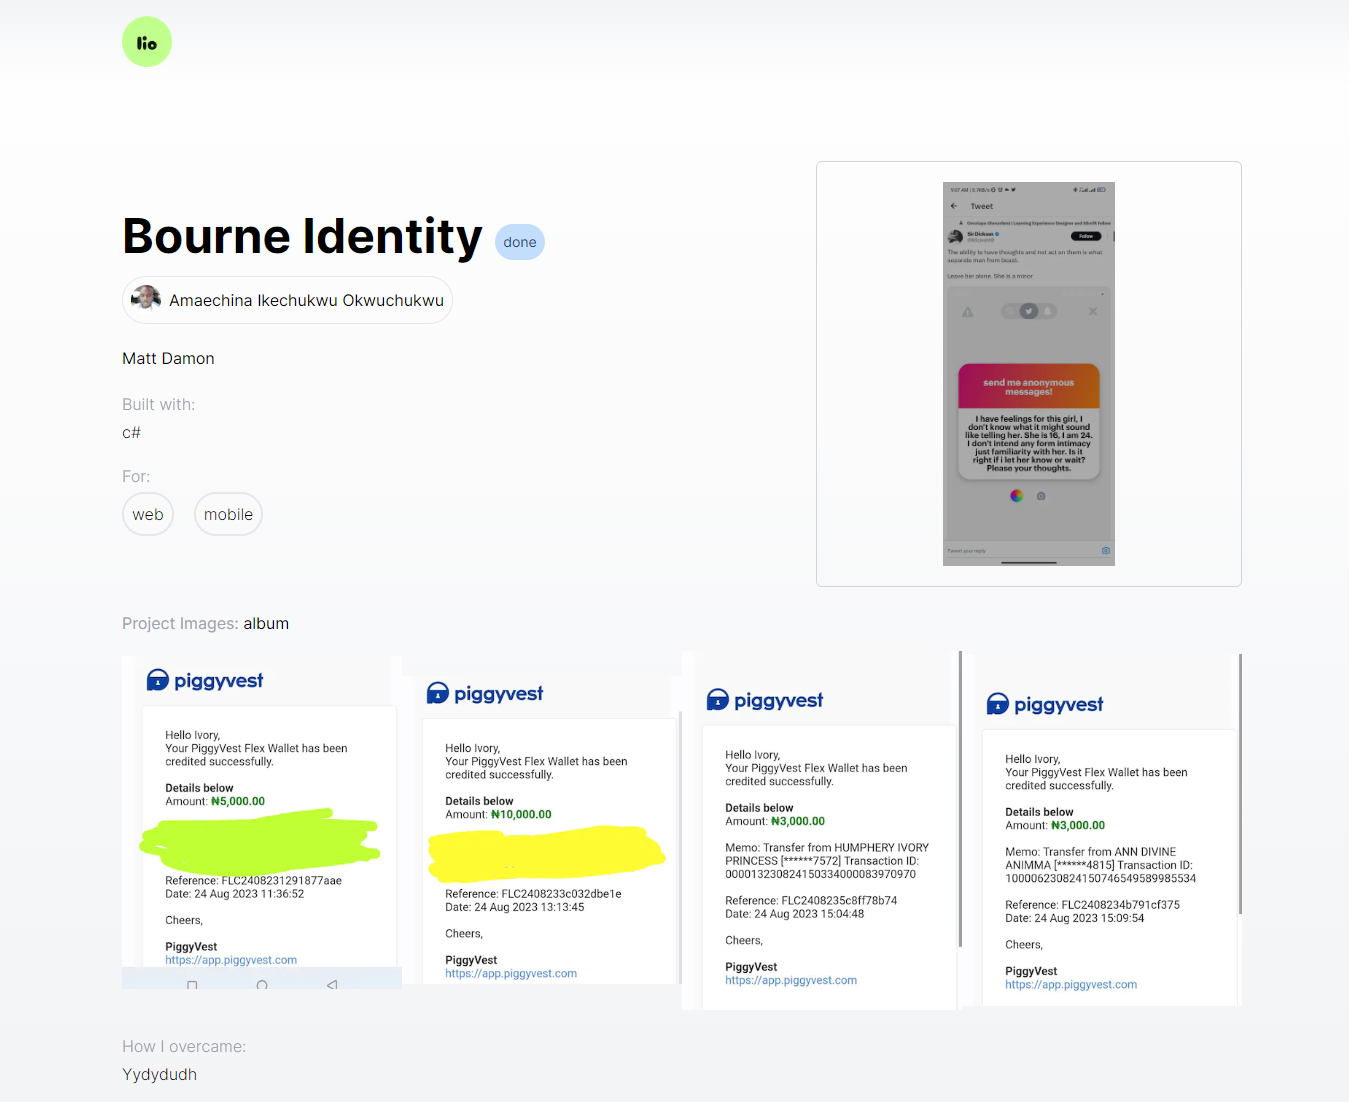 lio
Bourne Identity
done
Amaechina Ikechukwu Okwuchukwu
Matt Damon
Built with:
c#
For:
web
mobile
Tweet
Sir Dickson
Follow
The ability to have thoughts and not act on them is what
separate man from beast.
Leave her alone. She is a minor
send me anonymous
messages!
I have feelings for this girl, I
don't know what it might sound
like telling her. She is 16, I am 24.
I don't intend any form intimacy
just familiarity with her. Is it
right if i let her know or wait?
Please your thoughts.
Tweet your reply
Project Images: album
piggyvest
Hello Ivory,
Your PiggyVest Flex Wallet has been
credited successfully.
Details below
Amount: ₦5,000.00
Reference: FLC2408231291877aae
Date: 24 Aug 2023 11:36:52
Cheers,
PiggyVest
https://app.piggyvest.com
piggyvest
Hello Ivory,
Your PiggyVest Flex Wallet has been
credited successfully.
Details below
Amount: ₦10,000.00
Reference: FLC2408233c032dbe1e
Date: 24 Aug 2023 13:13:45
Cheers,
PiggyVest
https://app.piggyvest.com
piggyvest
Hello Ivory,
Your PiggyVest Flex Wallet has been
credited successfully.
Details below
Amount: ₦3,000.00
Memo: Transfer from HUMPHERY IVORY
PRINCESS [******7572] Transaction ID:
000013230824150334000083970970
Reference: FLC2408235c8ff78b74
Date: 24 Aug 2023 15:04:48
Cheers,
PiggyVest
https://app.piggyvest.com
piggyvest
Hello Ivory,
Your PiggyVest Flex Wallet has been
credited successfully.
Details below
Amount: ₦3,000.00
Memo: Transfer from ANN DIVINE
ANIMMA [******4815] Transaction ID:
100006230824150746549589985534
Reference: FLC2408234b791cf375
Date: 24 Aug 2023 15:09:54
Cheers,
PiggyVest
https://app.piggyvest.com
How I overcame:
Yydydudh